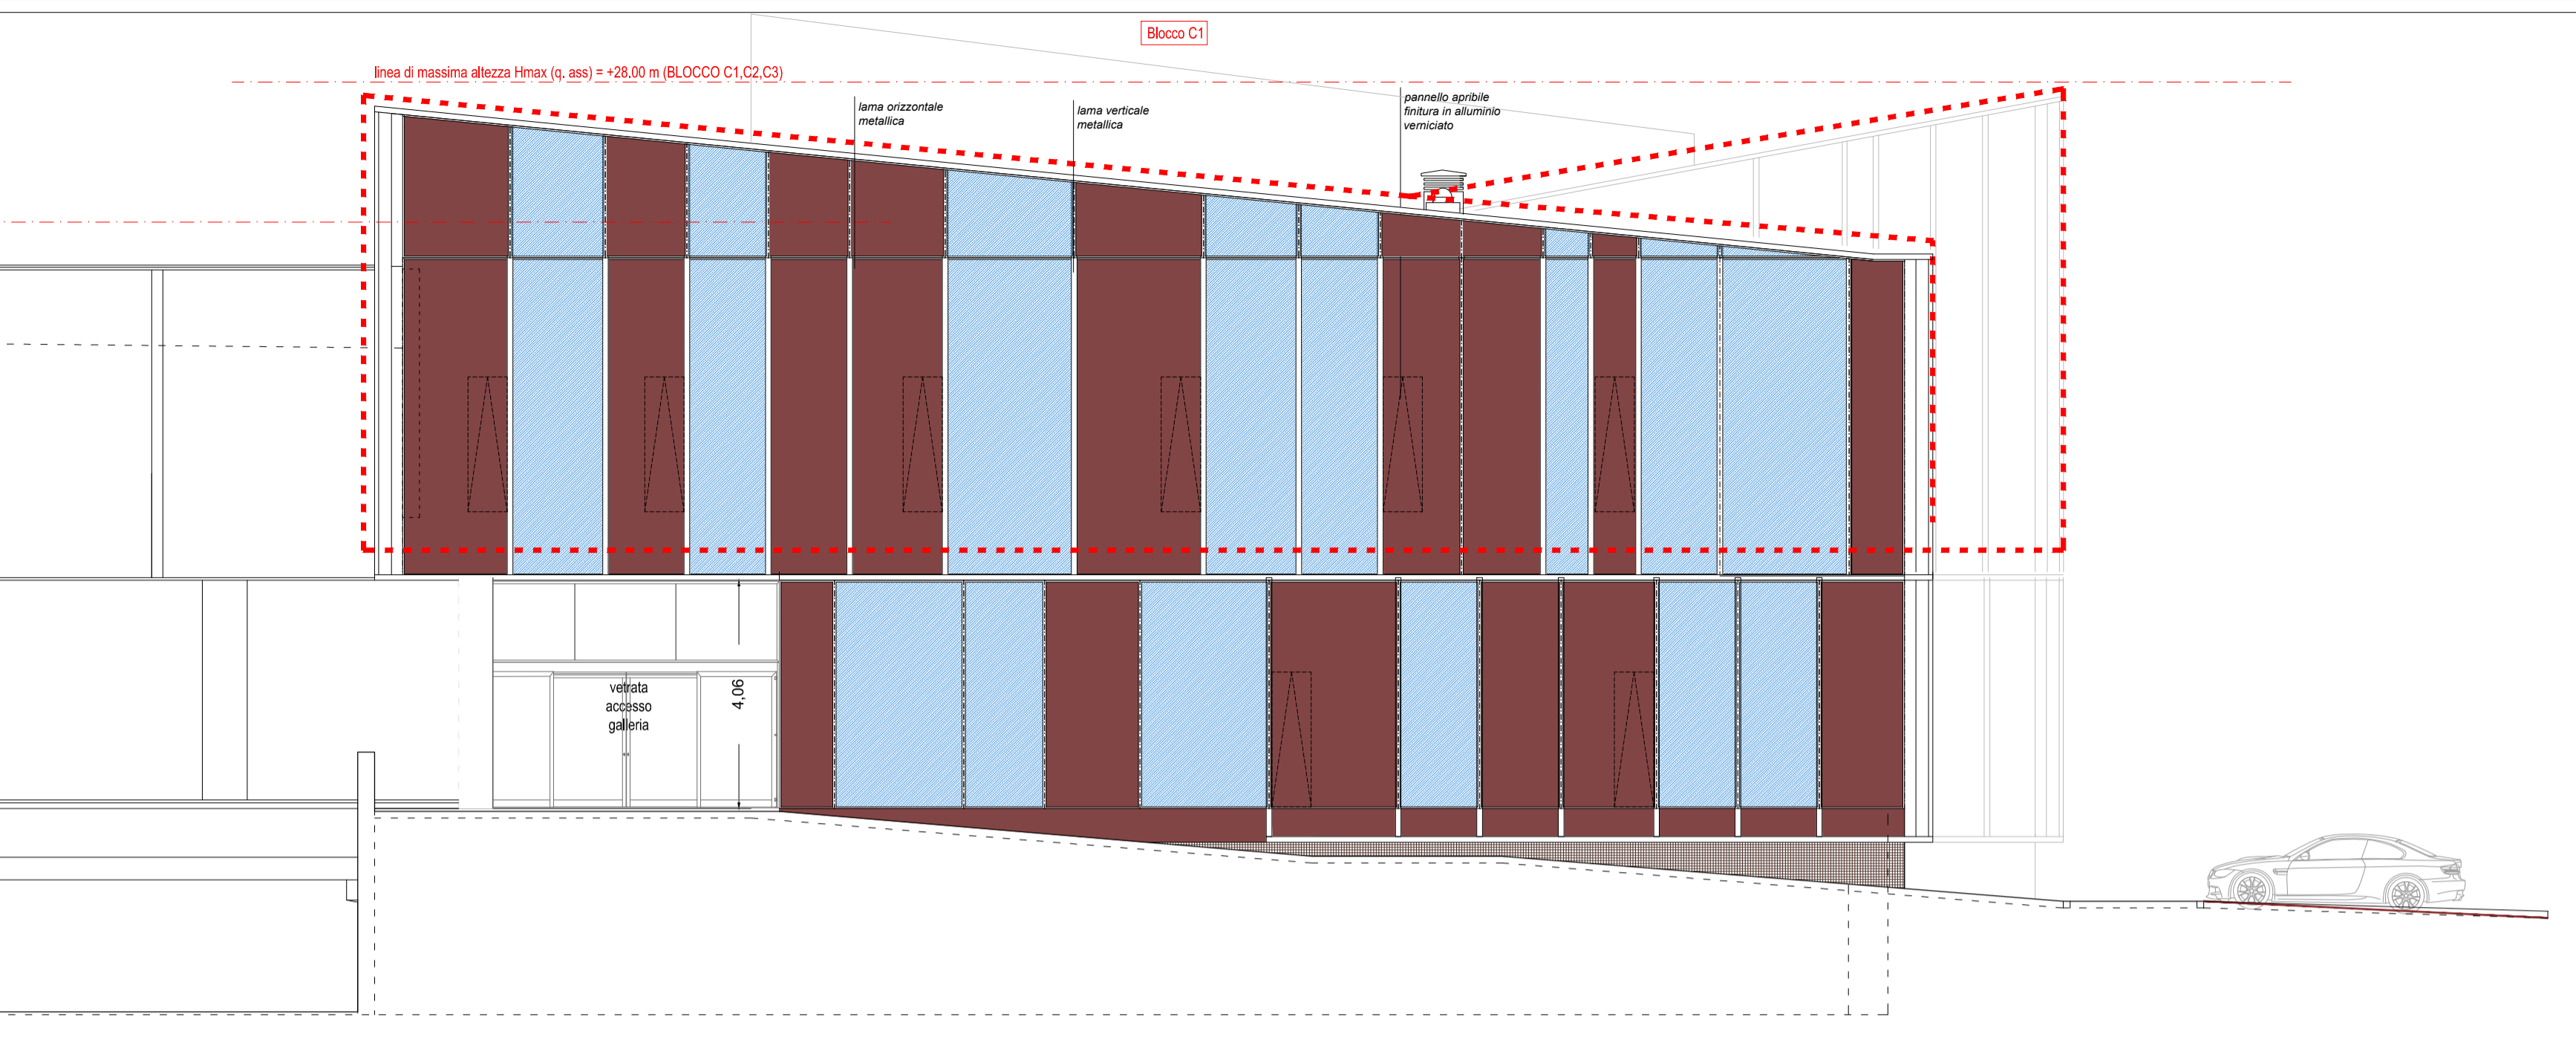 Blocco C1
linea di massima altezza Hmax (q. ass) = +28.00 m (BLOCCO C1,C2,C3)
lama orizzontale
metallica
lama verticale
metallica
pannello apribile
finitura in alluminio
verniciato
vetrata
accesso
galleria
4,06